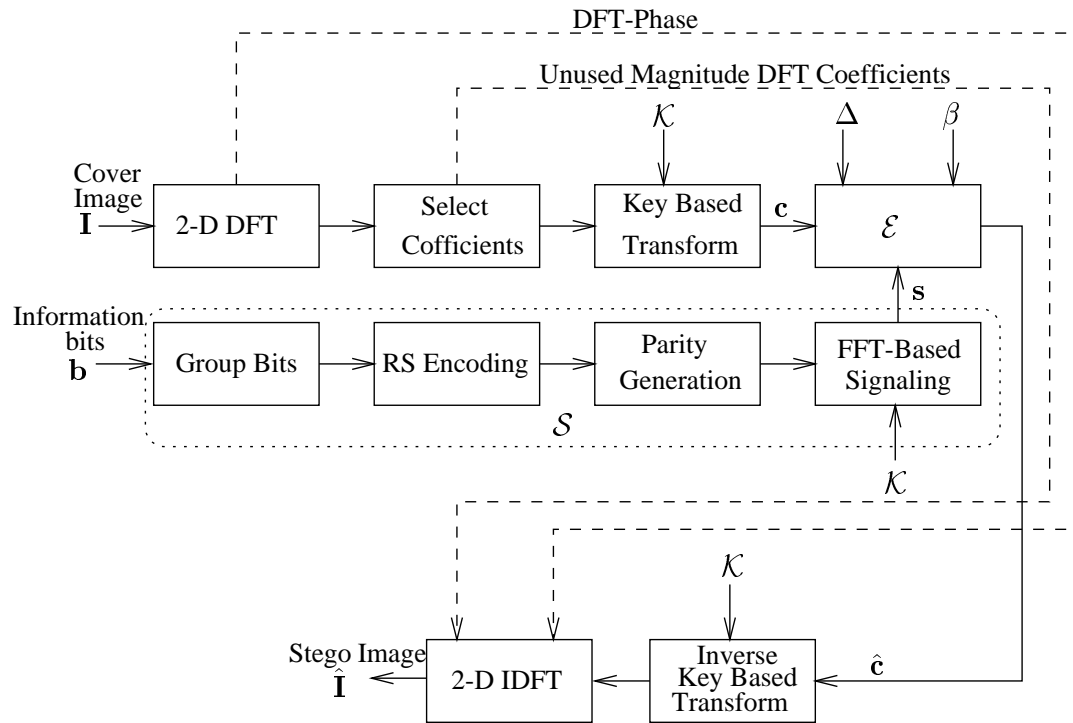 DFT-Phase
Unused Magnitude DFT Coefficients
𝒦
Δ
β
Cover
Image
I
2-D DFT
Select
Cofficients
Key Based
Transform
c
ℰ
s
Information
bits
b
Group Bits
RS Encoding
Parity
Generation
FFT-Based
Signaling
𝒮
𝒦
𝒦
Stego Image
Î
2-D IDFT
Inverse
Key Based
Transform
ĉ